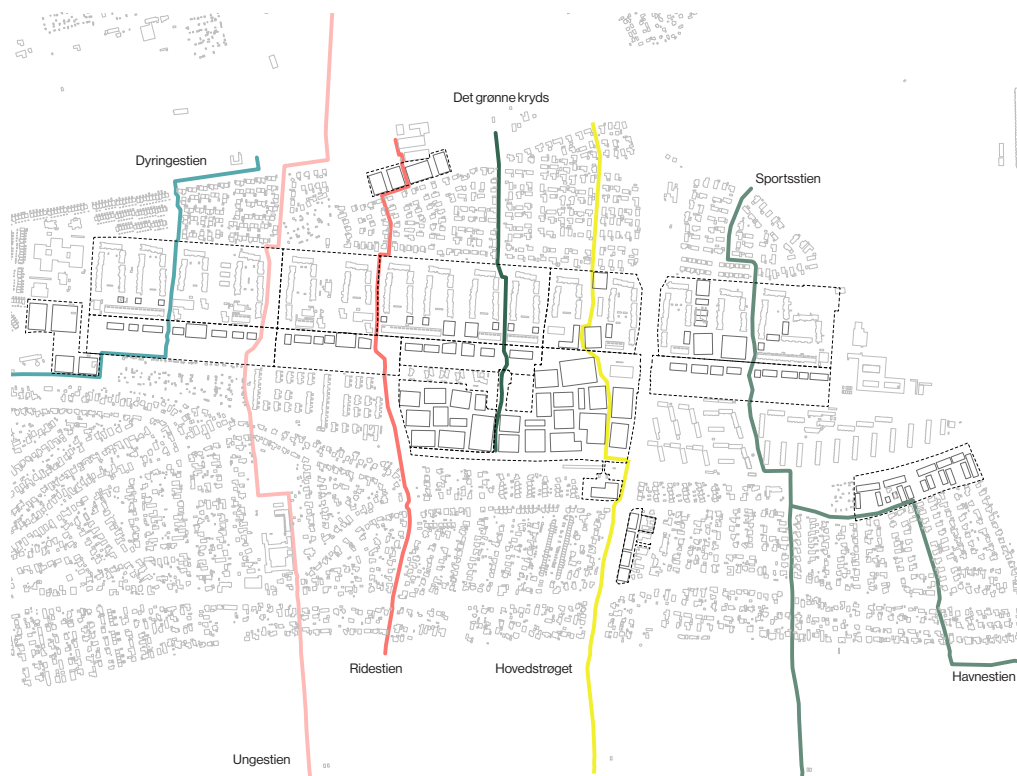 Det grønne kryds
Dyringestien
Sportsstien
Ridestien
Hovedstrøget
Havnestien
Ungestien